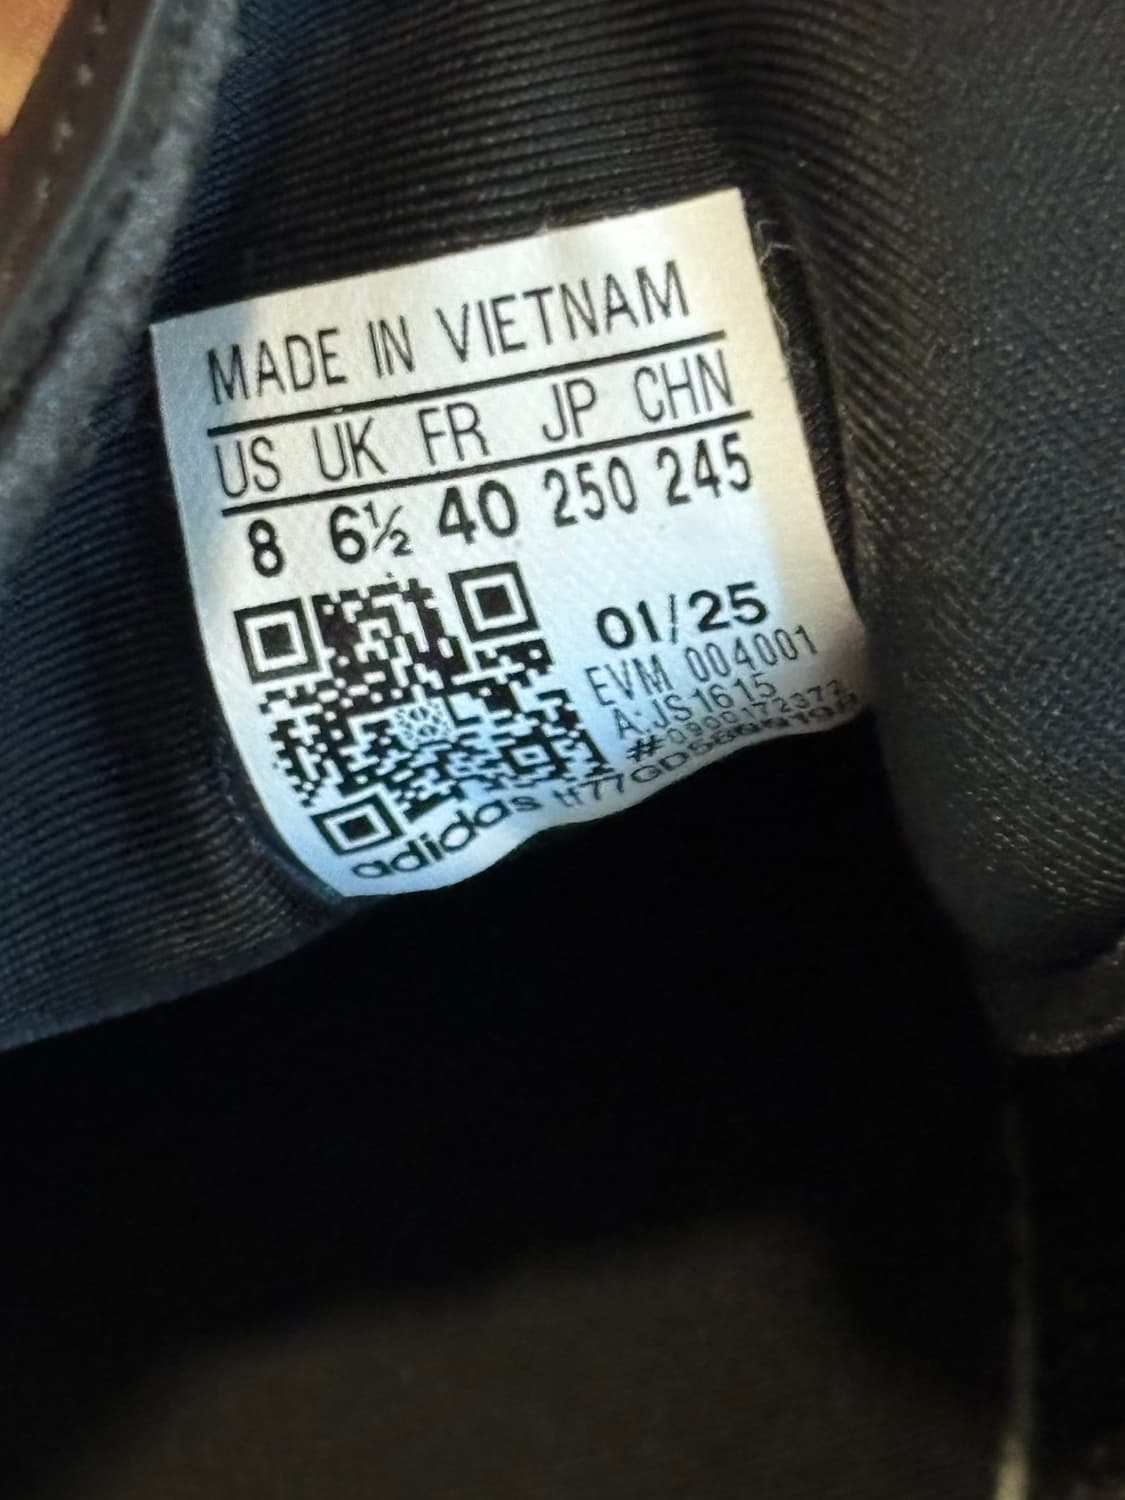 MADE IN VIETNAM
US UK FR JP CHN
8 6½ 40 250 245
01/25
EVM 004001
A:JS1615
#0900172373
adidas